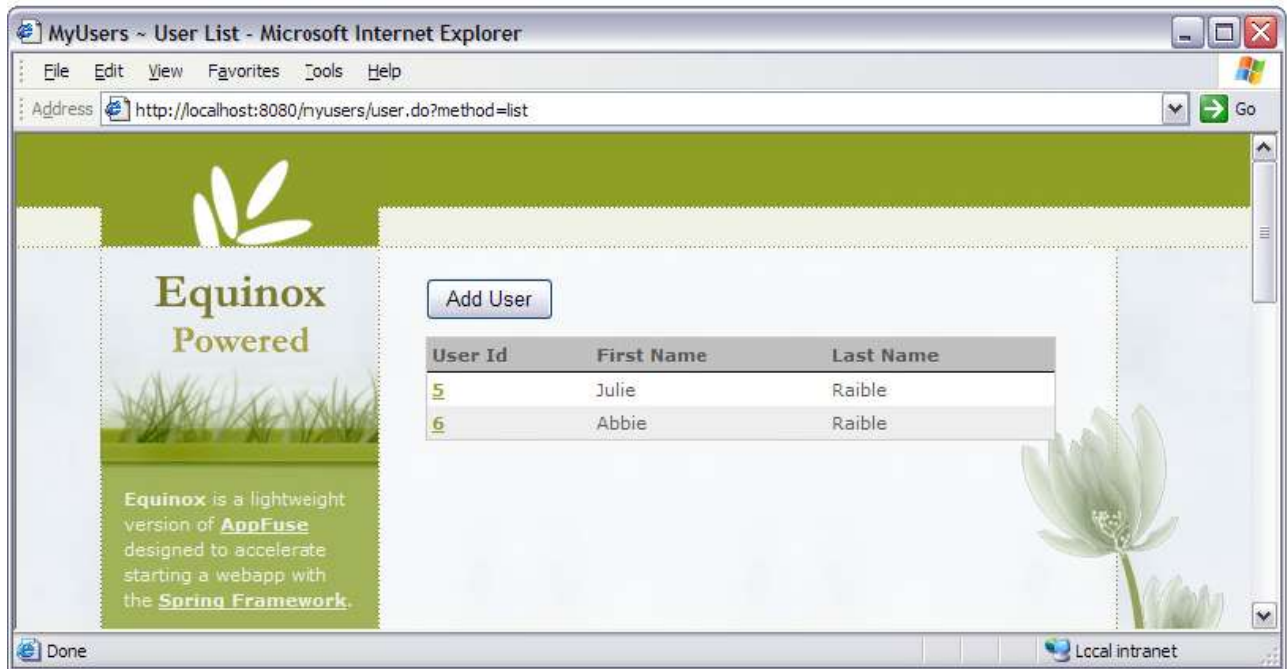 MyUsers ~ User List - Microsoft Internet Explorer
File Edit View Favorites Tools Help
Address http://localhost:8080/myusers/user.do?method=list Go
Equinox
Powered
Add User
User Id First Name Last Name
5 Julie Raible
6 Abbie Raible
Equinox is a lightweight
version of AppFuse
designed to accelerate
starting a webapp with
the Spring Framework.
Done Local intranet